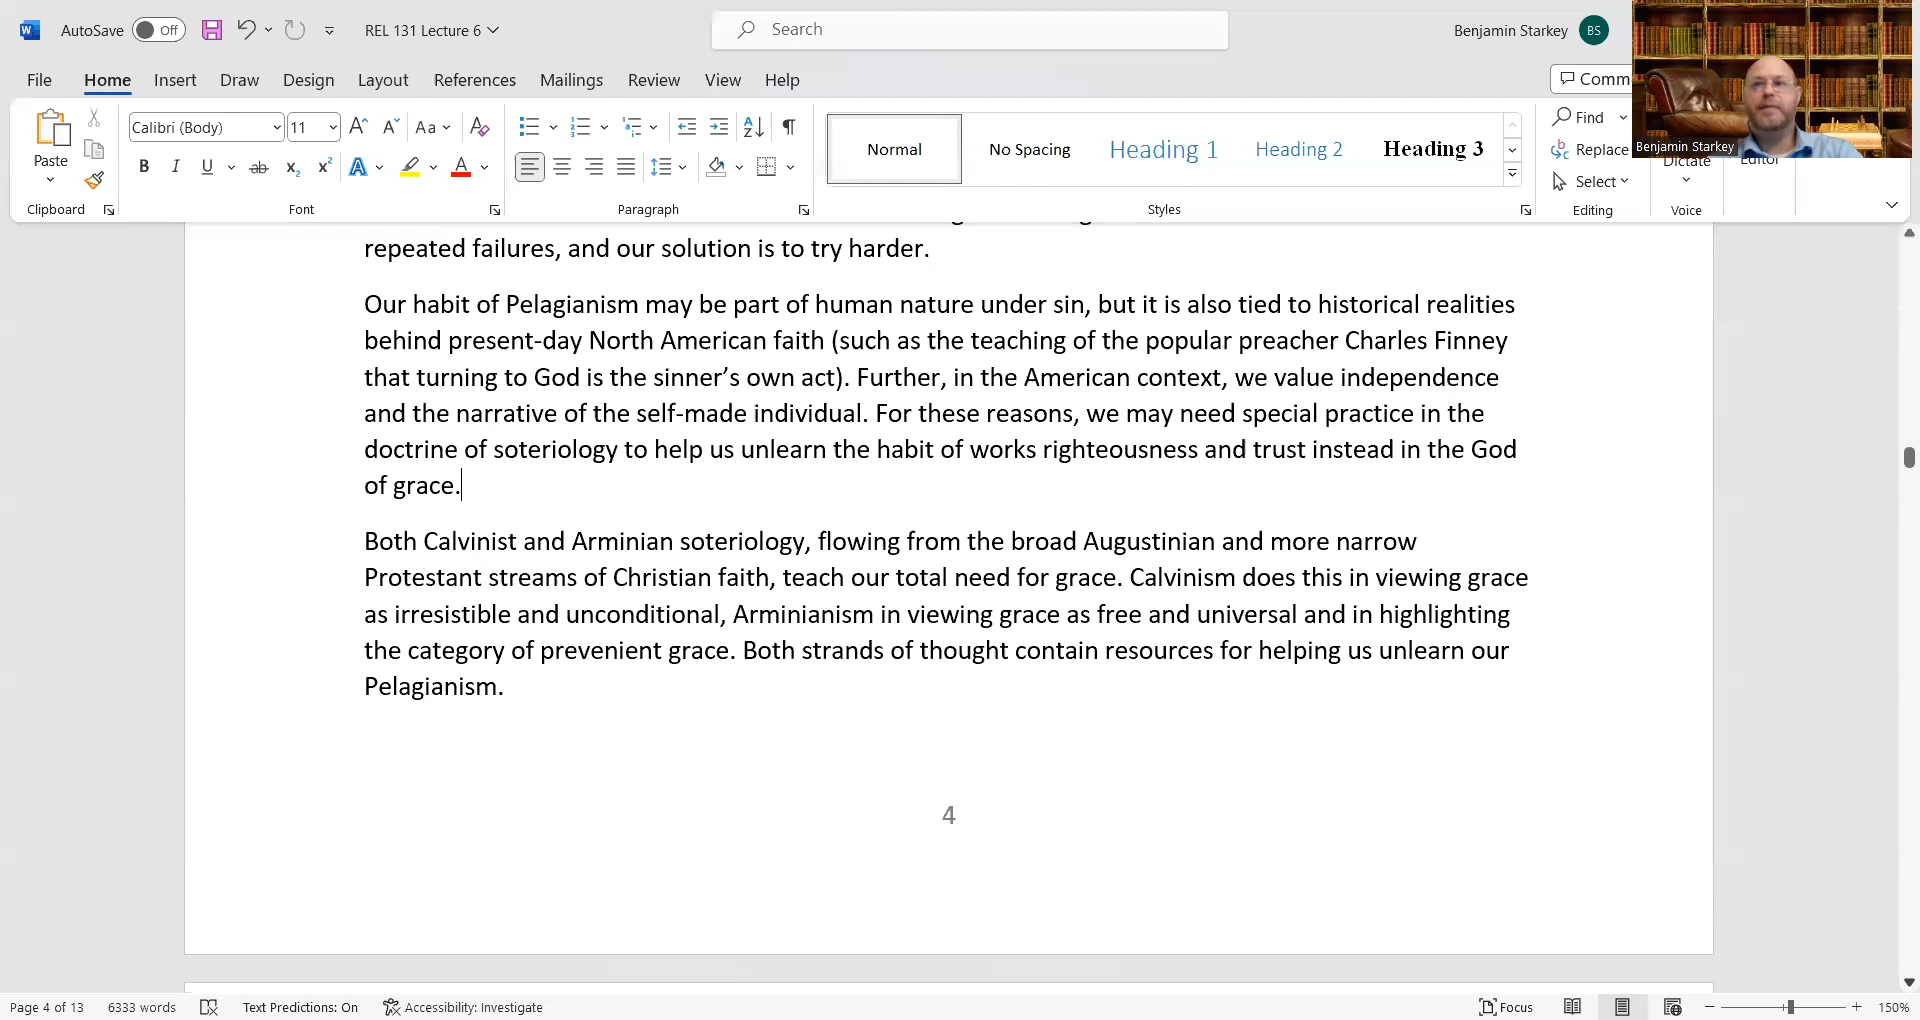 AutoSave Off REL 131 Lecture 6 Search Benjamin Starkey BS
File Home Insert Draw Design Layout References Mailings Review View Help Comm
Paste
Clipboard
Calibri (Body) 11 Aa
B I U ab x₂ x² A A
Font
Paragraph
Normal No Spacing Heading 1 Heading 2 Heading 3
Styles
Find
Replace
Select
Editing
Dictate
Voice
Editor
Benjamin Starkey
repeated failures, and our solution is to try harder.
Our habit of Pelagianism may be part of human nature under sin, but it is also tied to historical realities
behind present-day North American faith (such as the teaching of the popular preacher Charles Finney
that turning to God is the sinner’s own act). Further, in the American context, we value independence
and the narrative of the self-made individual. For these reasons, we may need special practice in the
doctrine of soteriology to help us unlearn the habit of works righteousness and trust instead in the God
of grace.
Both Calvinist and Arminian soteriology, flowing from the broad Augustinian and more narrow
Protestant streams of Christian faith, teach our total need for grace. Calvinism does this in viewing grace
as irresistible and unconditional, Arminianism in viewing grace as free and universal and in highlighting
the category of prevenient grace. Both strands of thought contain resources for helping us unlearn our
Pelagianism.
4
Page 4 of 13 6333 words Text Predictions: On Accessibility: Investigate Focus 150%